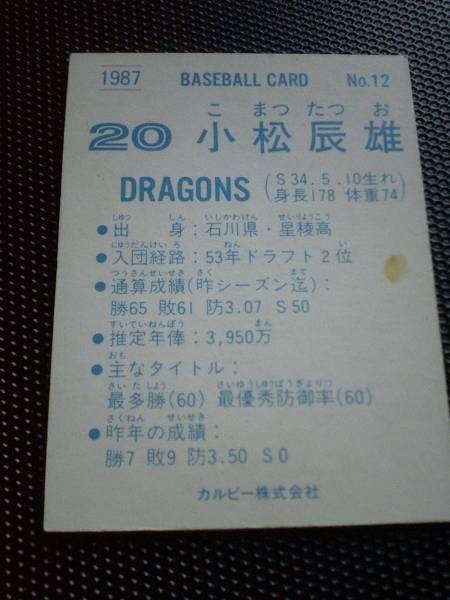 1987 BASEBALL CARD No.12
こ まつ たつ お
20 小松辰雄
DRAGONS (S34.5.10生れ
身長178 体重74)
しゅっ しん いしかわけん せいりょうこう
●出身:石川県・星稜高
にゅうだんけいろ ねん い
●入団経路:53年ドラフト2位
つうさんせいせき さく まで
●通算成績(昨シーズン迄):
勝65 敗61 防3.07 S50
すいていねんぽう まん
●推定年俸:3,950万
おも
●主なタイトル:
さいたしょう さいゆうしゅうぼうぎょりつ
最多勝(60) 最優秀防御率(60)
さくねん せいせき
●昨年の成績:
勝7 敗9 防3.50 S0
カルビー株式会社